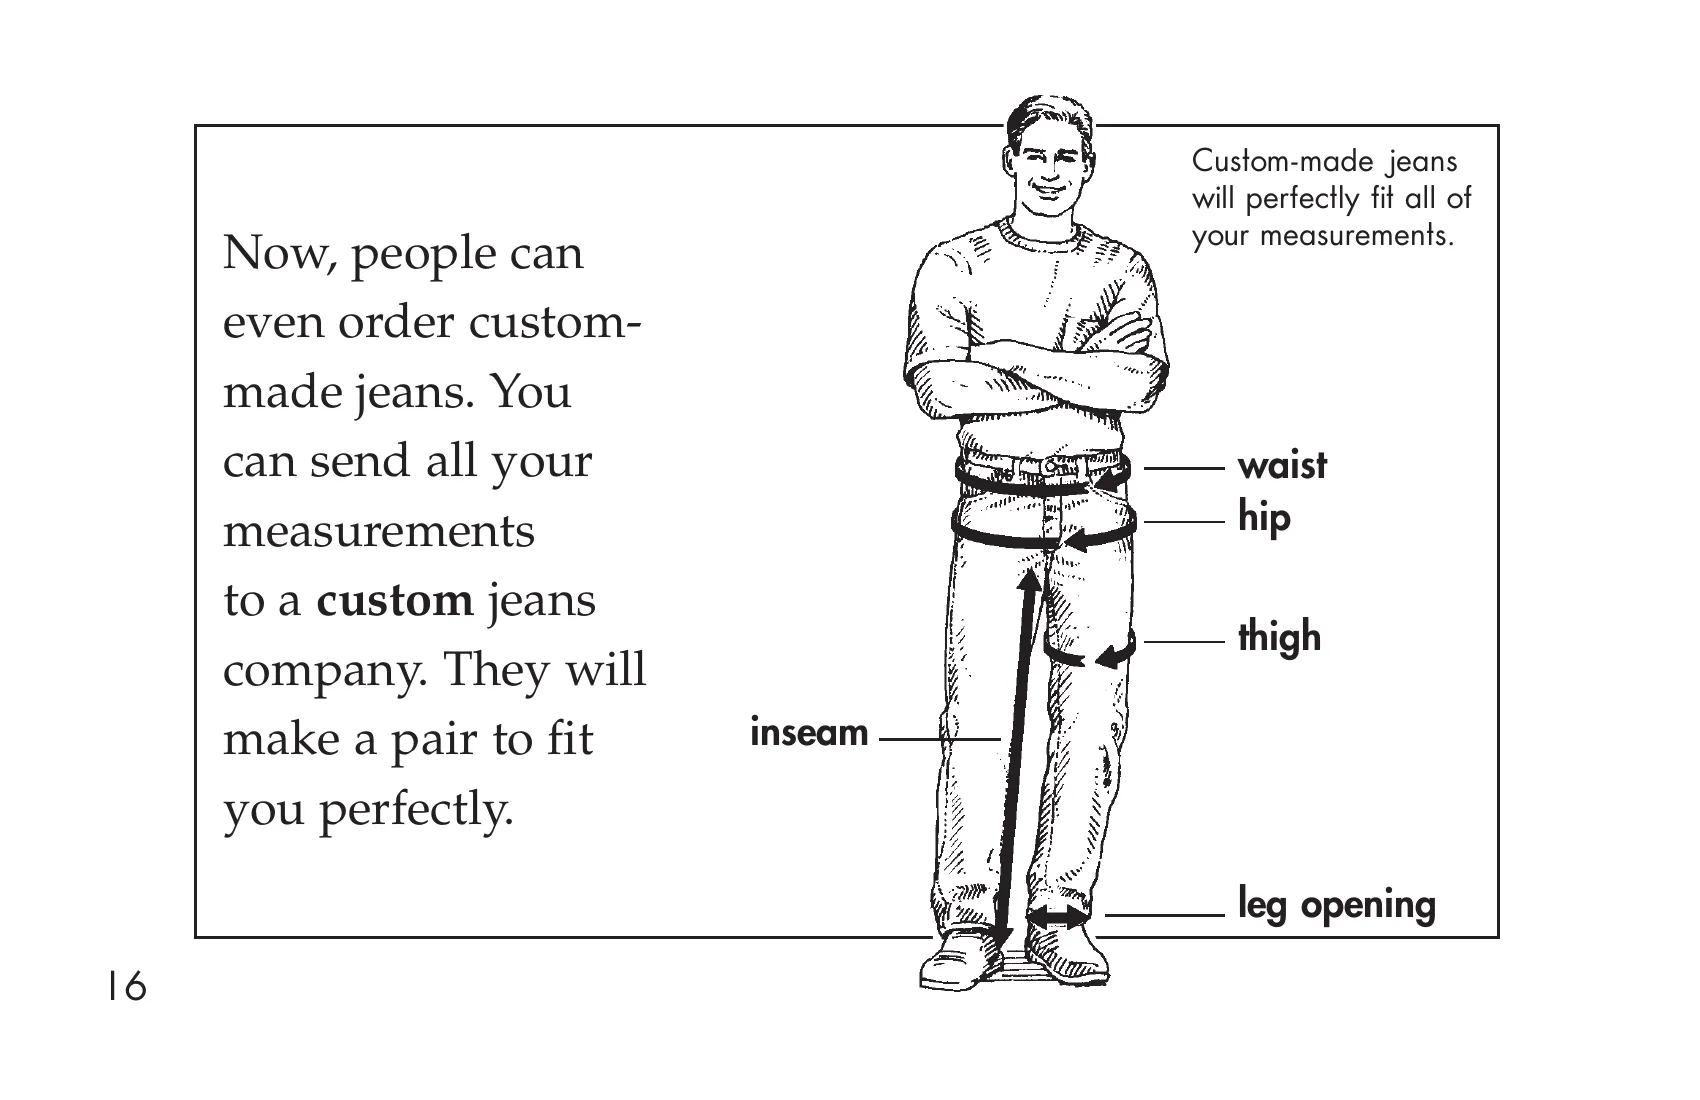 Now, people can
even order custom-
made jeans. You
can send all your
measurements
to a custom jeans
company. They will
make a pair to fit
you perfectly.
Custom-made jeans
will perfectly fit all of
your measurements.
waist
hip
thigh
inseam
leg opening
16